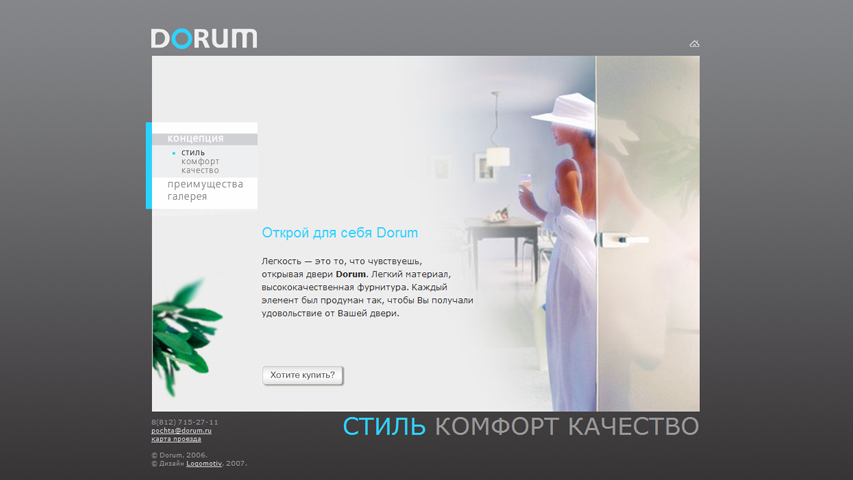 DORUM
концепция
стиль
комфорт
качество
преимущества
галерея
Открой для себя Dorum
Легкость — это то, что чувствуешь,
открывая двери Dorum. Легкий материал,
высококачественная фурнитура. Каждый
элемент был продуман так, чтобы Вы получали
удовольствие от Вашей двери.
Хотите купить?
СТИЛЬ КОМФОРТ КАЧЕСТВО
8(812) 715-27-11
pochta@dorum.ru
карта проезда
© Dorum, 2006.
© Дизайн Logomotiv, 2007.